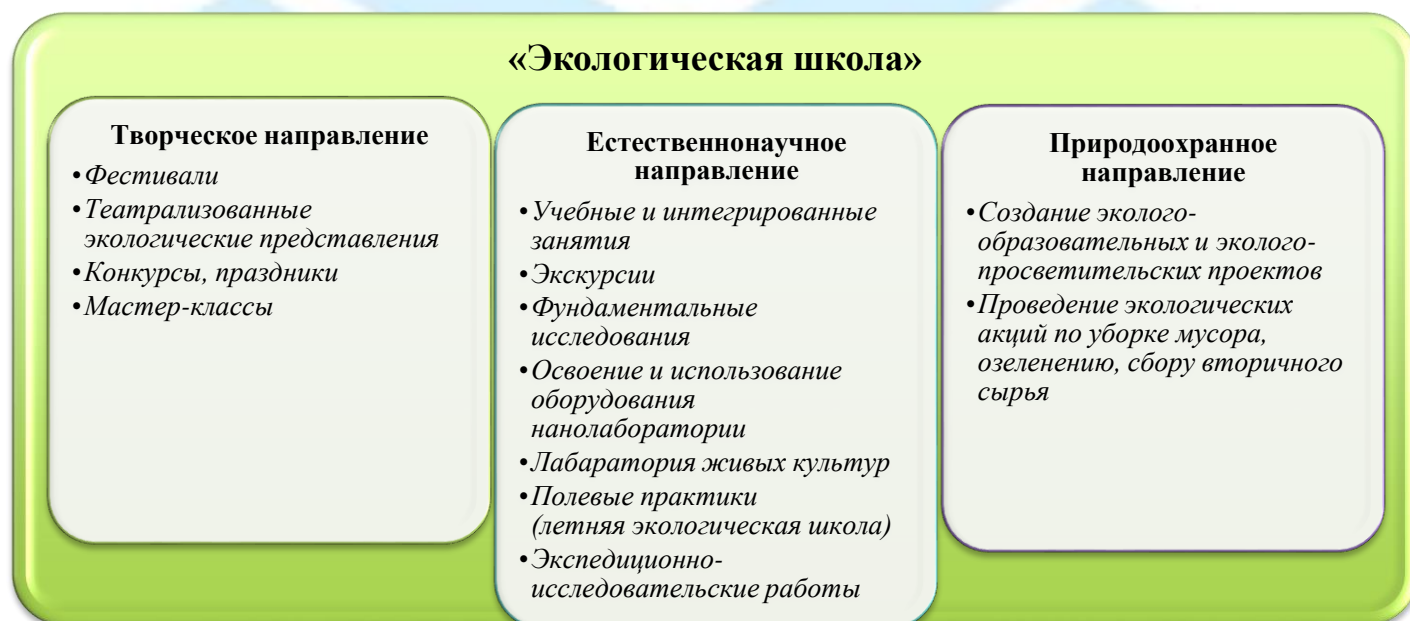 «Экологическая школа»
Творческое направление
•Фестивали
•Театрализованные
экологические представления
•Конкурсы, праздники
•Мастер-классы
Естественнонаучное
направление
•Учебные и интегрированные
занятия
•Экскурсии
•Фундаментальные
исследования
•Освоение и использование
оборудования
нанолаборатории
•Лабаратория живых культур
•Полевые практики
(летняя экологическая школа)
•Экспедиционно-
исследовательские работы
Природоохранное
направление
•Создание эколого-
образовательных и эколого-
просветительских проектов
•Проведение экологических
акций по уборке мусора,
озеленению, сбору вторичного
сырья